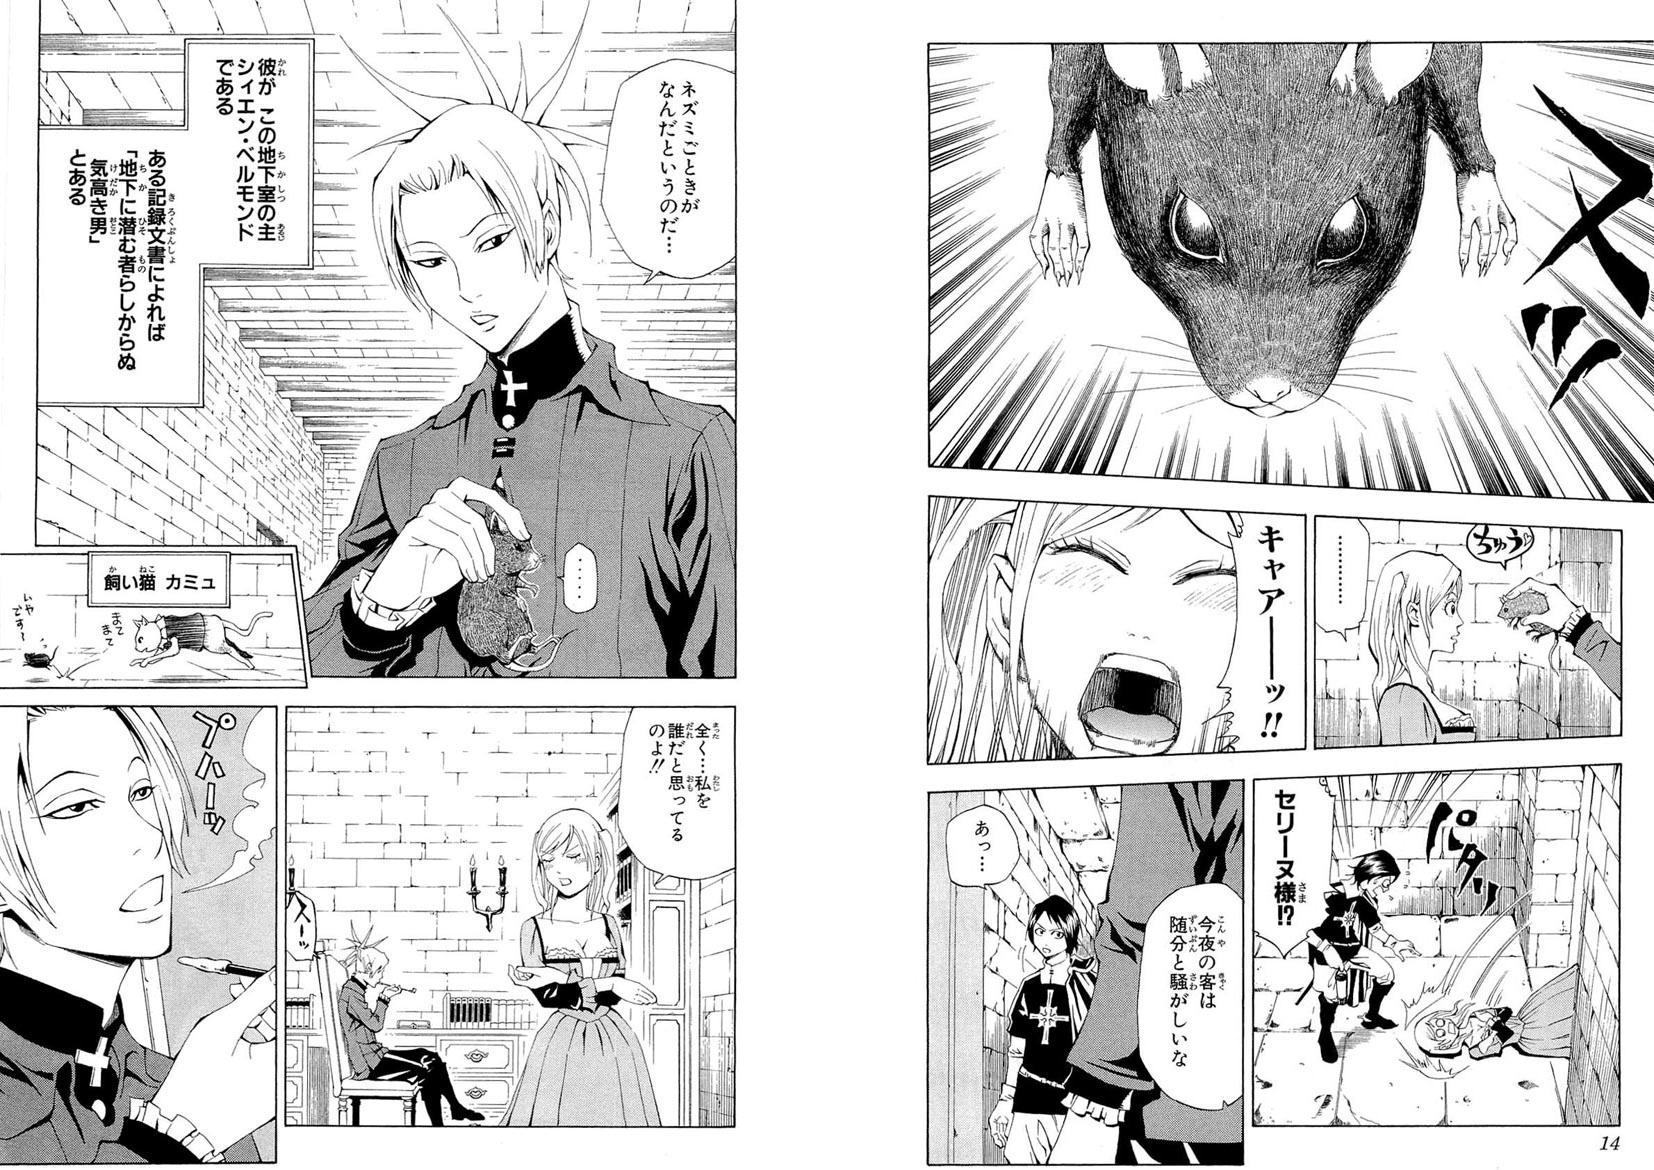 ヌッ
ちゅう♡
…………
キャアーーーッ!!
セリーヌ様!?
パタッ
今夜の客は
随分と騒がしいな
あっ…
14
ネズミごときが
なんだというのだ…
‥‥
彼が この地下室の主
シィエン・ベルモンド
である
ある記録文書によれば
「地下に潜む者らしからぬ
気高き男」
とある
飼い猫 カミュ
まて
まて
いや
ですー
全く…私を
誰だと思ってる
のよ!!
スーッ
プハーーッ